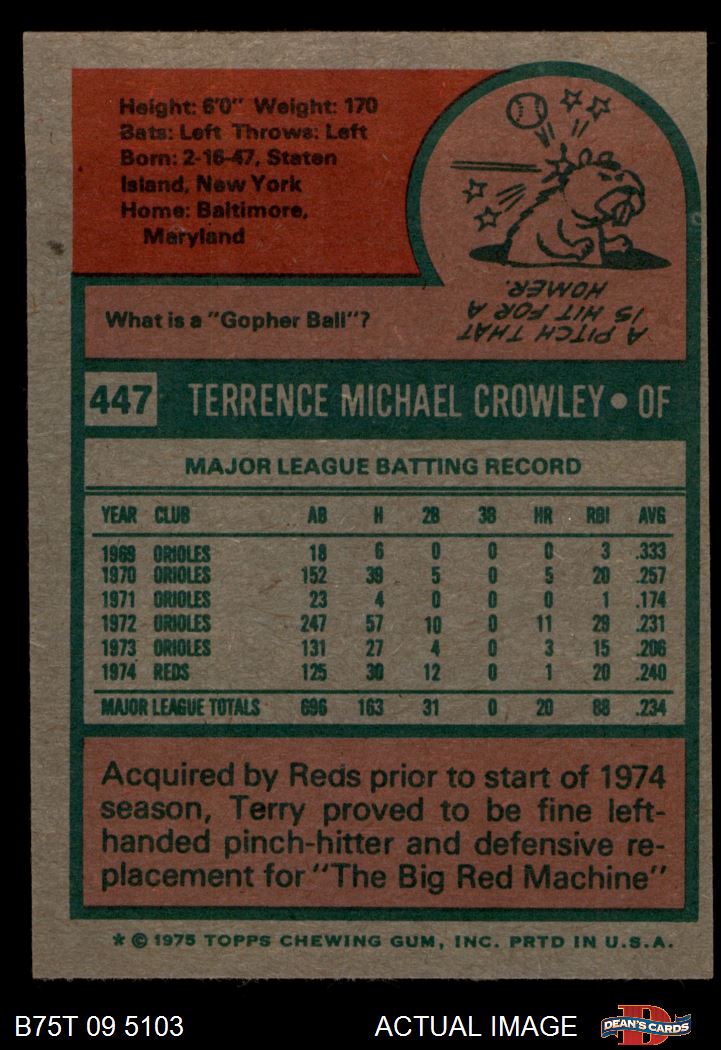 Height: 6'0" Weight: 170
Bats: Left Throws: Left
Born: 2-16-47, Staten
Island, New York
Home: Baltimore,
Maryland
What is a "Gopher Ball"?
A PITCH THAT
IS HIT FOR A
HOMER.
447 TERRENCE MICHAEL CROWLEY • OF
MAJOR LEAGUE BATTING RECORD
YEAR CLUB AB H 2B 3B HR RBI AVG
1969 ORIOLES 18 6 0 0 0 3 .333
1970 ORIOLES 152 39 5 0 5 20 .257
1971 ORIOLES 23 4 0 0 0 1 .174
1972 ORIOLES 247 57 10 0 11 29 .231
1973 ORIOLES 131 27 4 0 3 15 .206
1974 REDS 125 30 12 0 1 20 .240
MAJOR LEAGUE TOTALS 696 163 31 0 20 88 .234
Acquired by Reds prior to start of 1974
season, Terry proved to be fine left-
handed pinch-hitter and defensive re-
placement for "The Big Red Machine"
* © 1975 TOPPS CHEWING GUM, INC. PRTD IN U.S.A.
B75T 09 5103 ACTUAL IMAGE DEAN'S CARDS